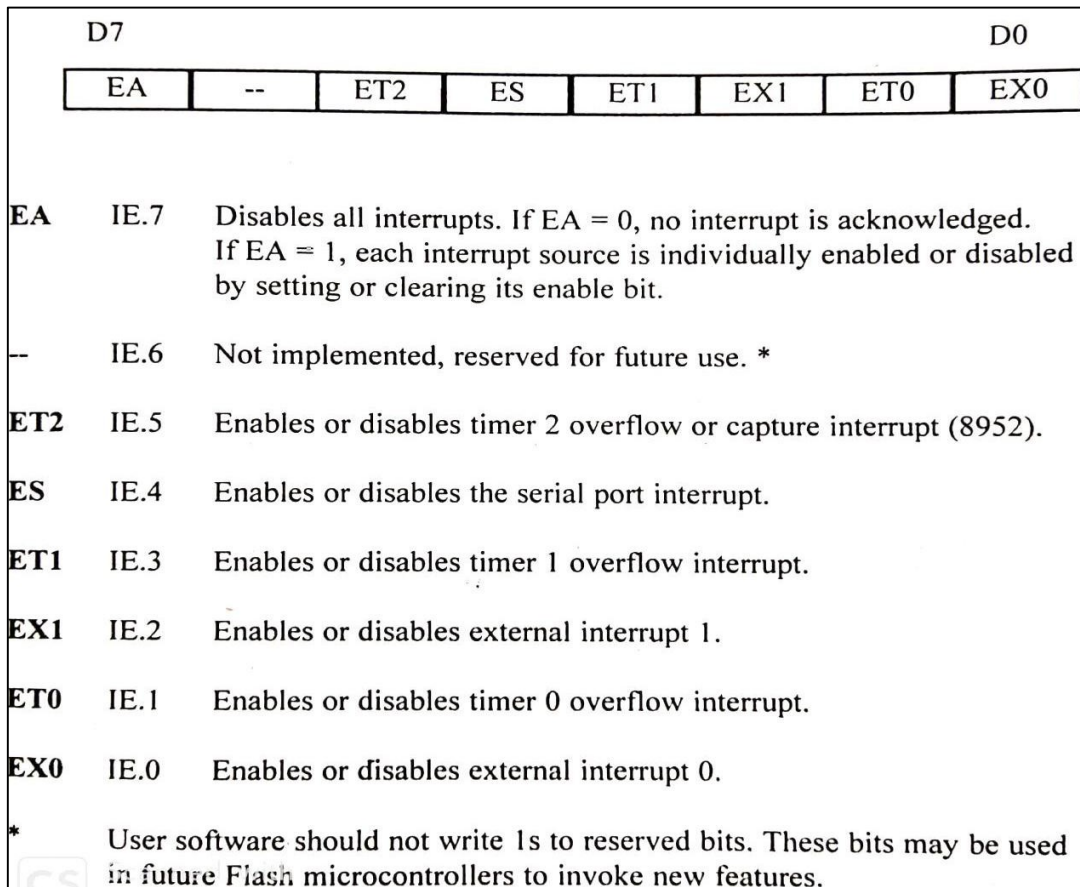 D7 D0
EA -- ET2 ES ET1 EX1 ET0 EX0
EA IE.7 Disables all interrupts. If EA = 0, no interrupt is acknowledged.
If EA = 1, each interrupt source is individually enabled or disabled
by setting or clearing its enable bit.
-- IE.6 Not implemented, reserved for future use. *
ET2 IE.5 Enables or disables timer 2 overflow or capture interrupt (8952).
ES IE.4 Enables or disables the serial port interrupt.
ET1 IE.3 Enables or disables timer 1 overflow interrupt.
EX1 IE.2 Enables or disables external interrupt 1.
ET0 IE.1 Enables or disables timer 0 overflow interrupt.
EX0 IE.0 Enables or disables external interrupt 0.
* User software should not write 1s to reserved bits. These bits may be used
in future Flash microcontrollers to invoke new features.
CS